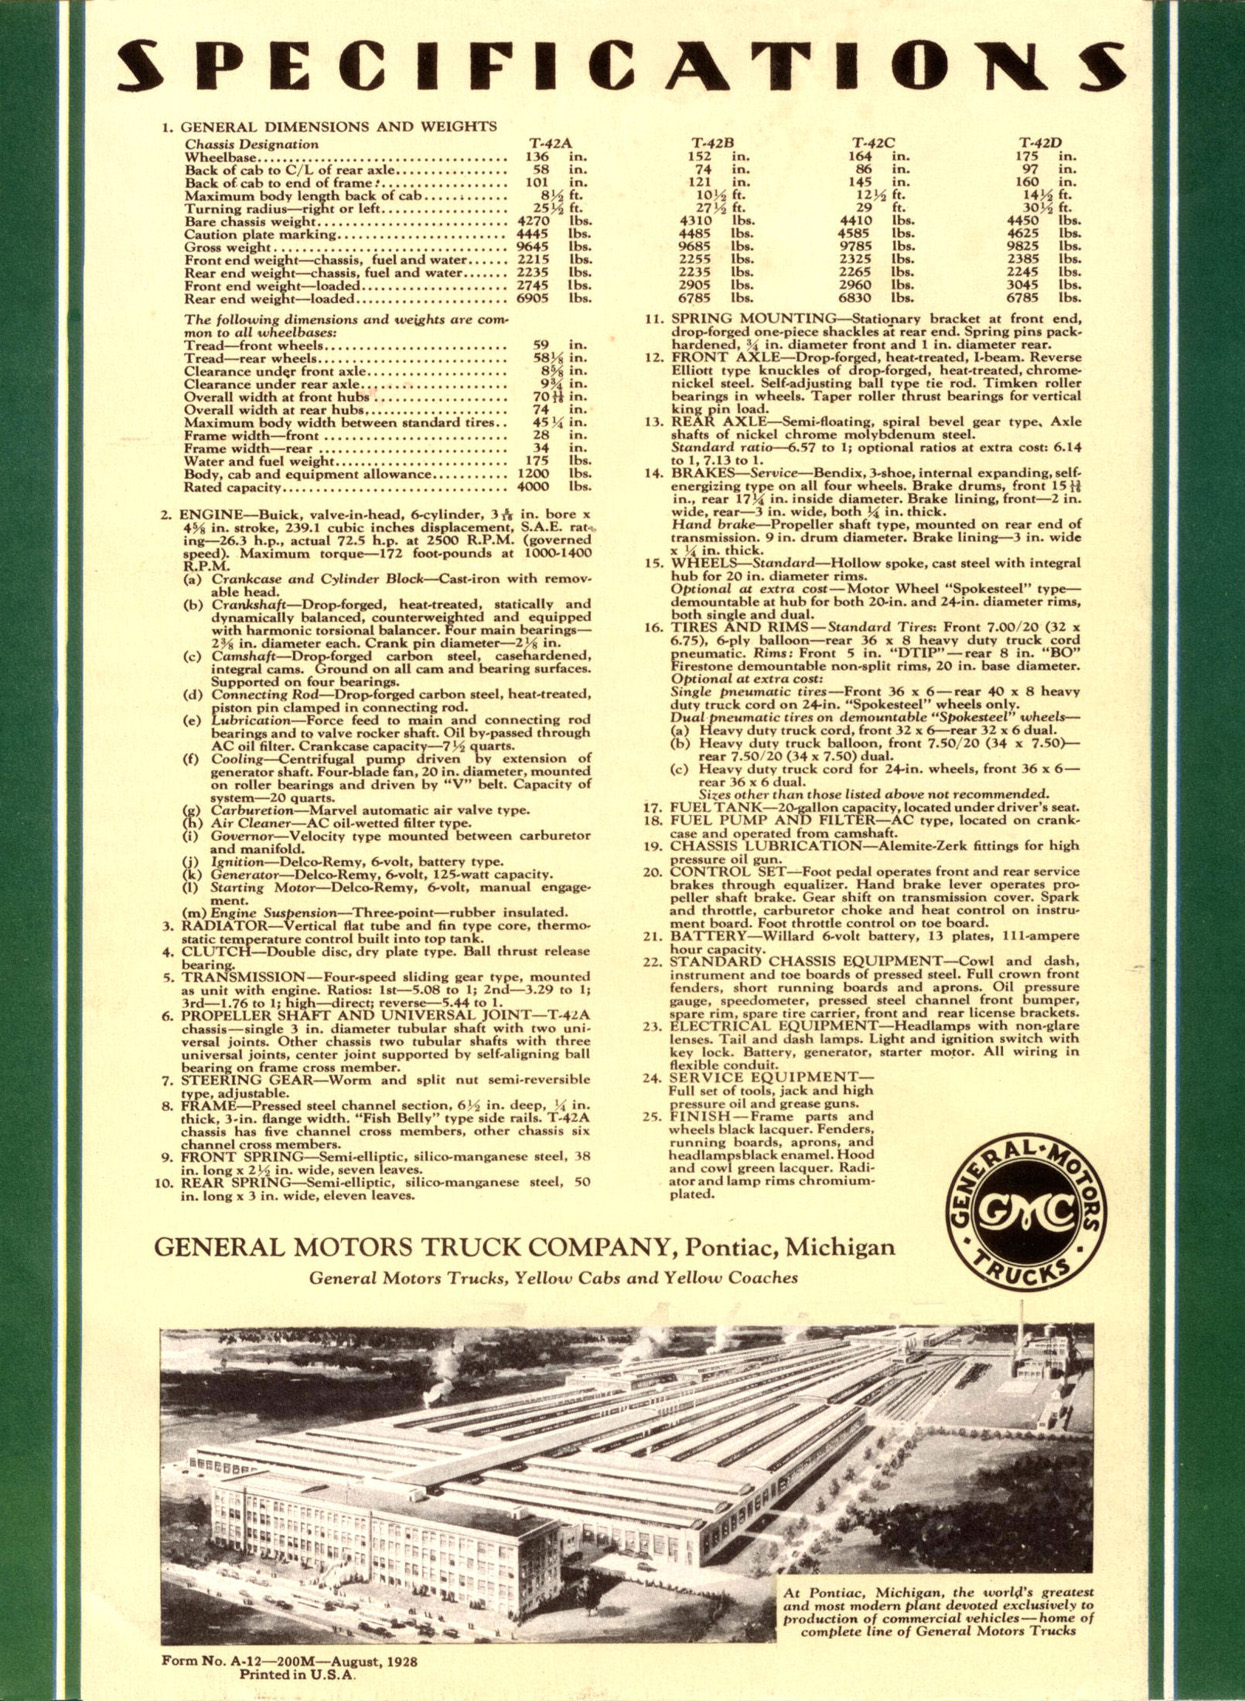 SPECIFICATIONS
1. GENERAL DIMENSIONS AND WEIGHTS
Chassis Designation T-42A T-42B T-42C T-42D
Wheelbase 136 in. 152 in. 164 in. 175 in.
Back of cab to C/L of rear axle 58 in. 74 in. 86 in. 97 in.
Back of cab to end of frame 101 in. 121 in. 145 in. 160 in.
Maximum body length back of cab 8½ ft. 10½ ft. 12½ ft. 14½ ft.
Turning radius—right or left 25½ ft. 27½ ft. 29 ft. 30½ ft.
Bare chassis weight 4270 lbs. 4310 lbs. 4410 lbs. 4450 lbs.
Caution plate marking 4445 lbs. 4485 lbs. 4585 lbs. 4625 lbs.
Gross weight 9645 lbs. 9685 lbs. 9785 lbs. 9825 lbs.
Front end weight—chassis, fuel and water 2215 lbs. 2255 lbs. 2325 lbs. 2385 lbs.
Rear end weight—chassis, fuel and water 2235 lbs. 2235 lbs. 2265 lbs. 2245 lbs.
Front end weight—loaded 2745 lbs. 2905 lbs. 2960 lbs. 3045 lbs.
Rear end weight—loaded 6905 lbs. 6785 lbs. 6830 lbs. 6785 lbs.
The following dimensions and weights are com-
mon to all wheelbases:
Tread—front wheels 59 in.
Tread—rear wheels 58⅛ in.
Clearance under front axle 8⅝ in.
Clearance under rear axle 9¾ in.
Overall width at front hubs 70 in.
Overall width at rear hubs 74 in.
Maximum body width between standard tires 45¼ in.
Frame width—front 28 in.
Frame width—rear 34 in.
Water and fuel weight 175 lbs.
Body, cab and equipment allowance 1200 lbs.
Rated capacity 4000 lbs.
2. ENGINE—Buick, valve-in-head, 6-cylinder, 3 5/16 in. bore x
4⅝ in. stroke, 239.1 cubic inches displacement, S.A.E. rat-
ing—26.3 h.p., actual 72.5 h.p. at 2500 R.P.M. (governed
speed). Maximum torque—172 foot-pounds at 1000-1400
R.P.M.
(a) Crankcase and Cylinder Block—Cast-iron with remov-
able head.
(b) Crankshaft—Drop-forged, heat-treated, statically and
dynamically balanced, counterweighted and equipped
with harmonic torsional balancer. Four main bearings—
2⅜ in. diameter each. Crank pin diameter—2⅛ in.
(c) Camshaft—Drop-forged carbon steel, casehardened,
integral cams. Ground on all cam and bearing surfaces.
Supported on four bearings.
(d) Connecting Rod—Drop-forged carbon steel, heat-treated,
piston pin clamped in connecting rod.
(e) Lubrication—Force feed to main and connecting rod
bearings and to valve rocker shaft. Oil by-passed through
AC oil filter. Crankcase capacity—7½ quarts.
(f) Cooling—Centrifugal pump driven by extension of
generator shaft. Four-blade fan, 20 in. diameter, mounted
on roller bearings and driven by "V" belt. Capacity of
system—20 quarts.
(g) Carburetion—Marvel automatic air valve type.
(h) Air Cleaner—AC oil-wetted filter type.
(i) Governor—Velocity type mounted between carburetor
and manifold.
(j) Ignition—Delco-Remy, 6-volt, battery type.
(k) Generator—Delco-Remy, 6-volt, 125-watt capacity.
(l) Starting Motor—Delco-Remy, 6-volt, manual engage-
ment.
(m) Engine Suspension—Three-point—rubber insulated.
3. RADIATOR—Vertical flat tube and fin type core, thermo-
static temperature control built into top tank.
4. CLUTCH—Double disc, dry plate type. Ball thrust release
bearing.
5. TRANSMISSION—Four-speed sliding gear type, mounted
as unit with engine. Ratios: 1st—5.08 to 1; 2nd—3.29 to 1;
3rd—1.76 to 1; high—direct; reverse—5.44 to 1.
6. PROPELLER SHAFT AND UNIVERSAL JOINT—T-42A
chassis—single 3 in. diameter tubular shaft with two uni-
versal joints. Other chassis two tubular shafts with three
universal joints, center joint supported by self-aligning ball
bearing on frame cross member.
7. STEERING GEAR—Worm and split nut semi-reversible
type, adjustable.
8. FRAME—Pressed steel channel section, 6½ in. deep, ¼ in.
thick, 3-in. flange width. "Fish Belly" type side rails. T-42A
chassis has five channel cross members, other chassis six
channel cross members.
9. FRONT SPRING—Semi-elliptic, silico-manganese steel, 38
in. long x 2½ in. wide, seven leaves.
10. REAR SPRING—Semi-elliptic, silico-manganese steel, 50
in. long x 3 in. wide, eleven leaves.
11. SPRING MOUNTING—Stationary bracket at front end,
drop-forged one-piece shackles at rear end. Spring pins pack-
hardened, ¾ in. diameter front and 1 in. diameter rear.
12. FRONT AXLE—Drop-forged, heat-treated, I-beam. Reverse
Elliott type knuckles of drop-forged, heat-treated, chrome-
nickel steel. Self-adjusting ball type tie rod. Timken roller
bearings in wheels. Taper roller thrust bearings for vertical
king pin load.
13. REAR AXLE—Semi-floating, spiral bevel gear type. Axle
shafts of nickel chrome molybdenum steel.
Standard ratio—6.57 to 1; optional ratios at extra cost: 6.14
to 1, 7.13 to 1.
14. BRAKES—Service—Bendix, 3-shoe, internal expanding, self-
energizing type on all four wheels. Brake drums, front 15
in., rear 17¼ in. inside diameter. Brake lining, front—2 in.
wide, rear—3 in. wide, both ¼ in. thick.
Hand brake—Propeller shaft type, mounted on rear end of
transmission. 9 in. drum diameter. Brake lining—3 in. wide
x ¼ in. thick.
15. WHEELS—Standard—Hollow spoke, cast steel with integral
hub for 20 in. diameter rims.
Optional at extra cost—Motor Wheel "Spokesteel" type—
demountable at hub for both 20-in. and 24-in. diameter rims,
both single and dual.
16. TIRES AND RIMS—Standard Tires: Front 7.00/20 (32 x
6.75), 6-ply balloon—rear 36 x 8 heavy duty truck cord
pneumatic. Rims: Front 5 in. "DTIP"—rear 8 in. "BO"
Firestone demountable non-split rims, 20 in. base diameter.
Optional at extra cost:
Single pneumatic tires—Front 36 x 6—rear 40 x 8 heavy
duty truck cord on 24-in. "Spokesteel" wheels only.
Dual pneumatic tires on demountable "Spokesteel" wheels—
(a) Heavy duty truck cord, front 32 x 6—rear 32 x 6 dual.
(b) Heavy duty truck balloon, front 7.50/20 (34 x 7.50)—
rear 7.50/20 (34 x 7.50) dual.
(c) Heavy duty truck cord for 24-in. wheels, front 36 x 6—
rear 36 x 6 dual.
Sizes other than those listed above not recommended.
17. FUEL TANK—20-gallon capacity, located under driver's seat.
18. FUEL PUMP AND FILTER—AC type, located on crank-
case and operated from camshaft.
19. CHASSIS LUBRICATION—Alemite-Zerk fittings for high
pressure oil gun.
20. CONTROL SET—Foot pedal operates front and rear service
brakes through equalizer. Hand brake lever operates pro-
peller shaft brake. Gear shift on transmission cover. Spark
and throttle, carburetor choke and heat control on instru-
ment board. Foot throttle control on toe board.
21. BATTERY—Willard 6-volt battery, 13 plates, 111-ampere
hour capacity.
22. STANDARD CHASSIS EQUIPMENT—Cowl and dash,
instrument and toe boards of pressed steel. Full crown front
fenders, short running boards and aprons. Oil pressure
gauge, speedometer, pressed steel channel front bumper,
spare rim, spare tire carrier, front and rear license brackets.
23. ELECTRICAL EQUIPMENT—Headlamps with non-glare
lenses. Tail and dash lamps. Light and ignition switch with
key lock. Battery, generator, starter motor. All wiring in
flexible conduit.
24. SERVICE EQUIPMENT—
Full set of tools, jack and high
pressure oil and grease guns.
25. FINISH—Frame parts and
wheels black lacquer. Fenders,
running boards, aprons, and
headlampsblack enamel. Hood
and cowl green lacquer. Radi-
ator and lamp rims chromium-
plated.
GENERAL MOTORS
GMC
TRUCKS
GENERAL MOTORS TRUCK COMPANY, Pontiac, Michigan
General Motors Trucks, Yellow Cabs and Yellow Coaches
At Pontiac, Michigan, the world's greatest
and most modern plant devoted exclusively to
production of commercial vehicles—home of
complete line of General Motors Trucks
Form No. A-12—200M—August, 1928
Printed in U.S.A.